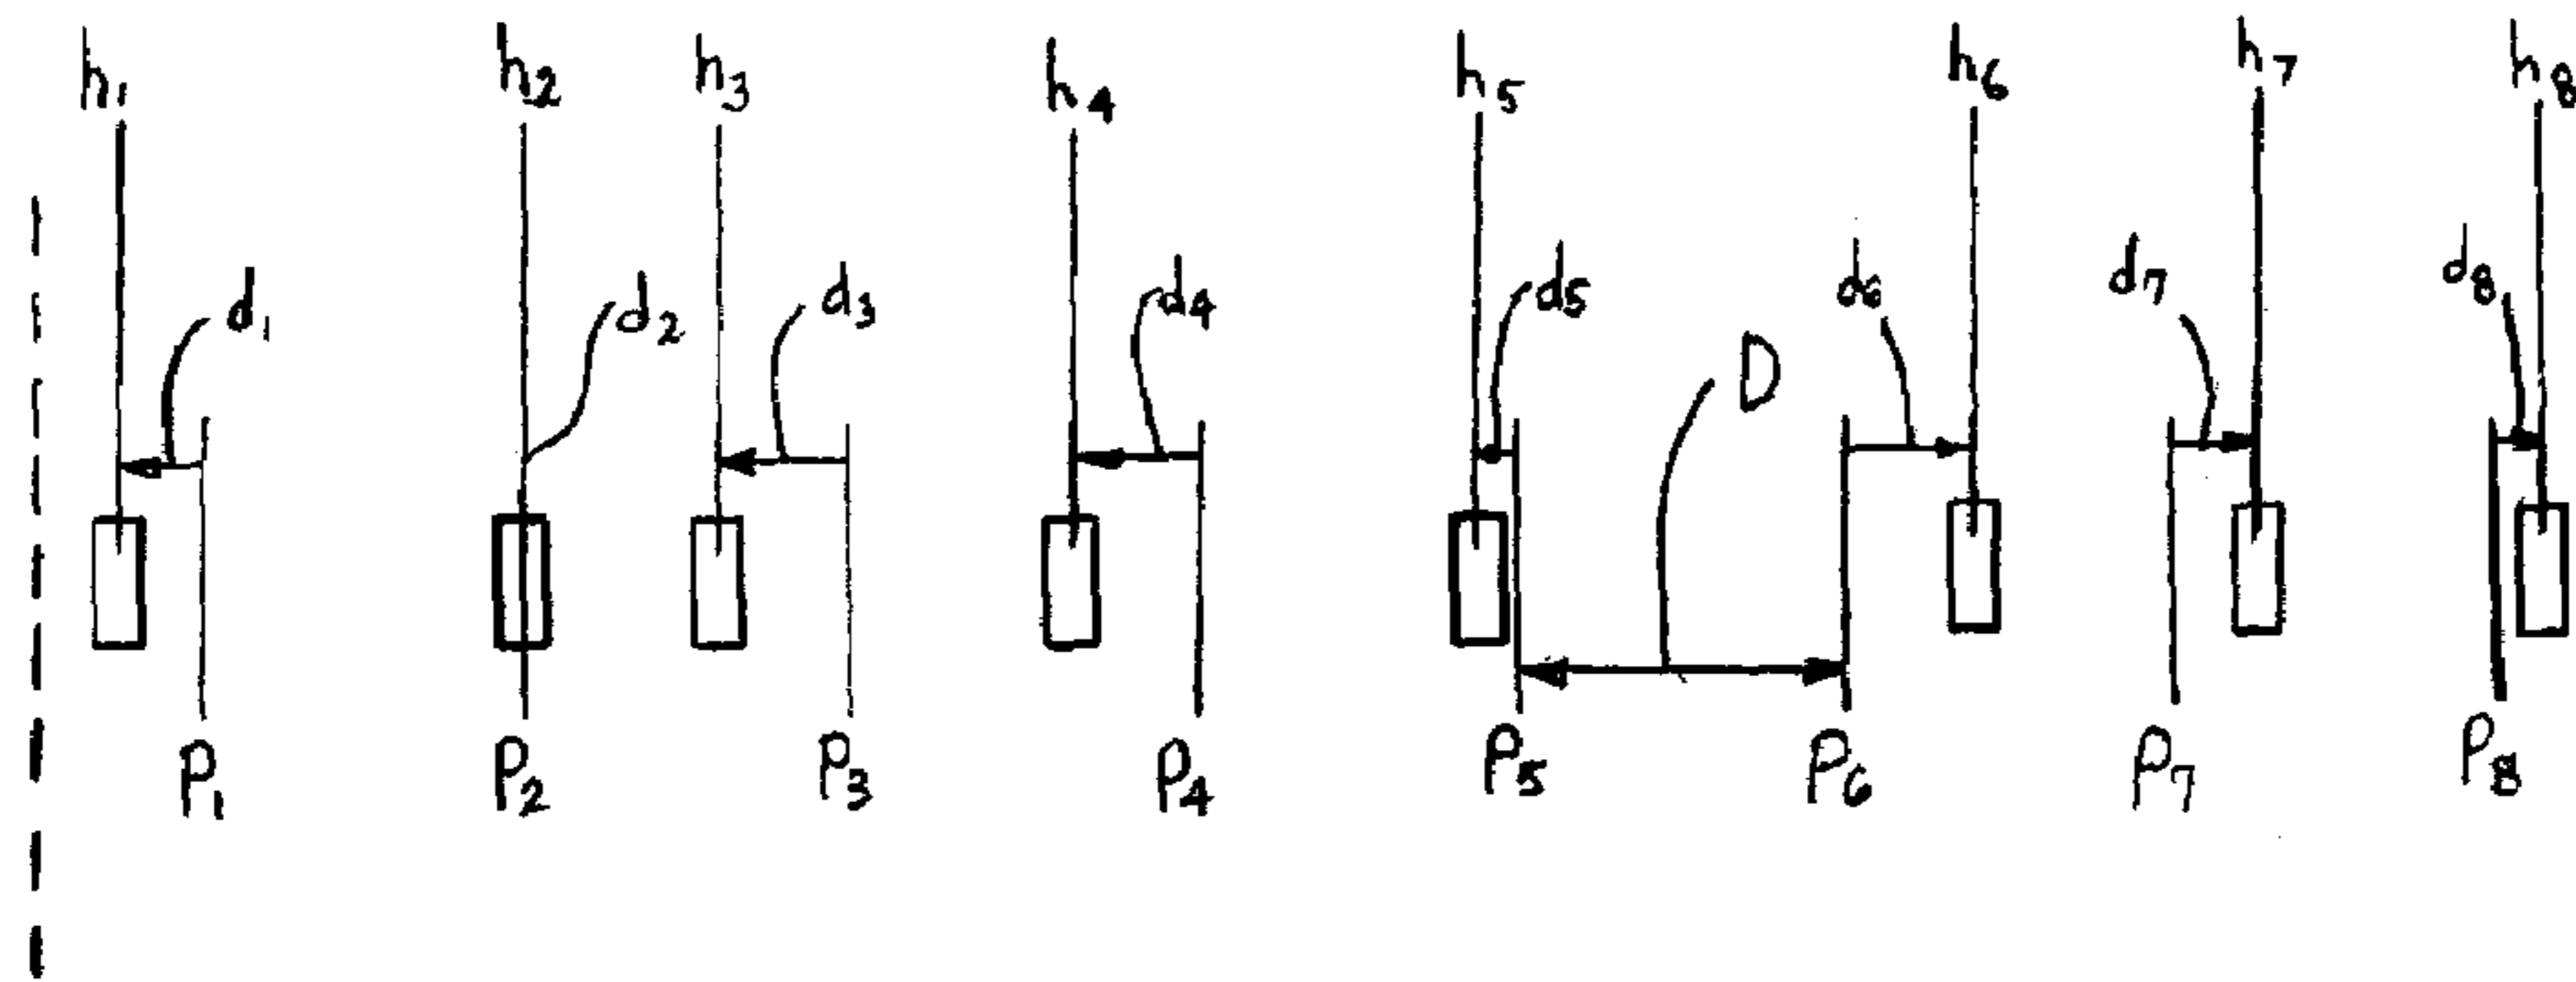 h₁ h₂ h₃ h₄ h₅ h₆ h₇ h₈
d₁ d₂ d₃ d₄ d₅ d₆ d₇ d₈
D
P₁ P₂ P₃ P₄ P₅ P₆ P₇ P₈